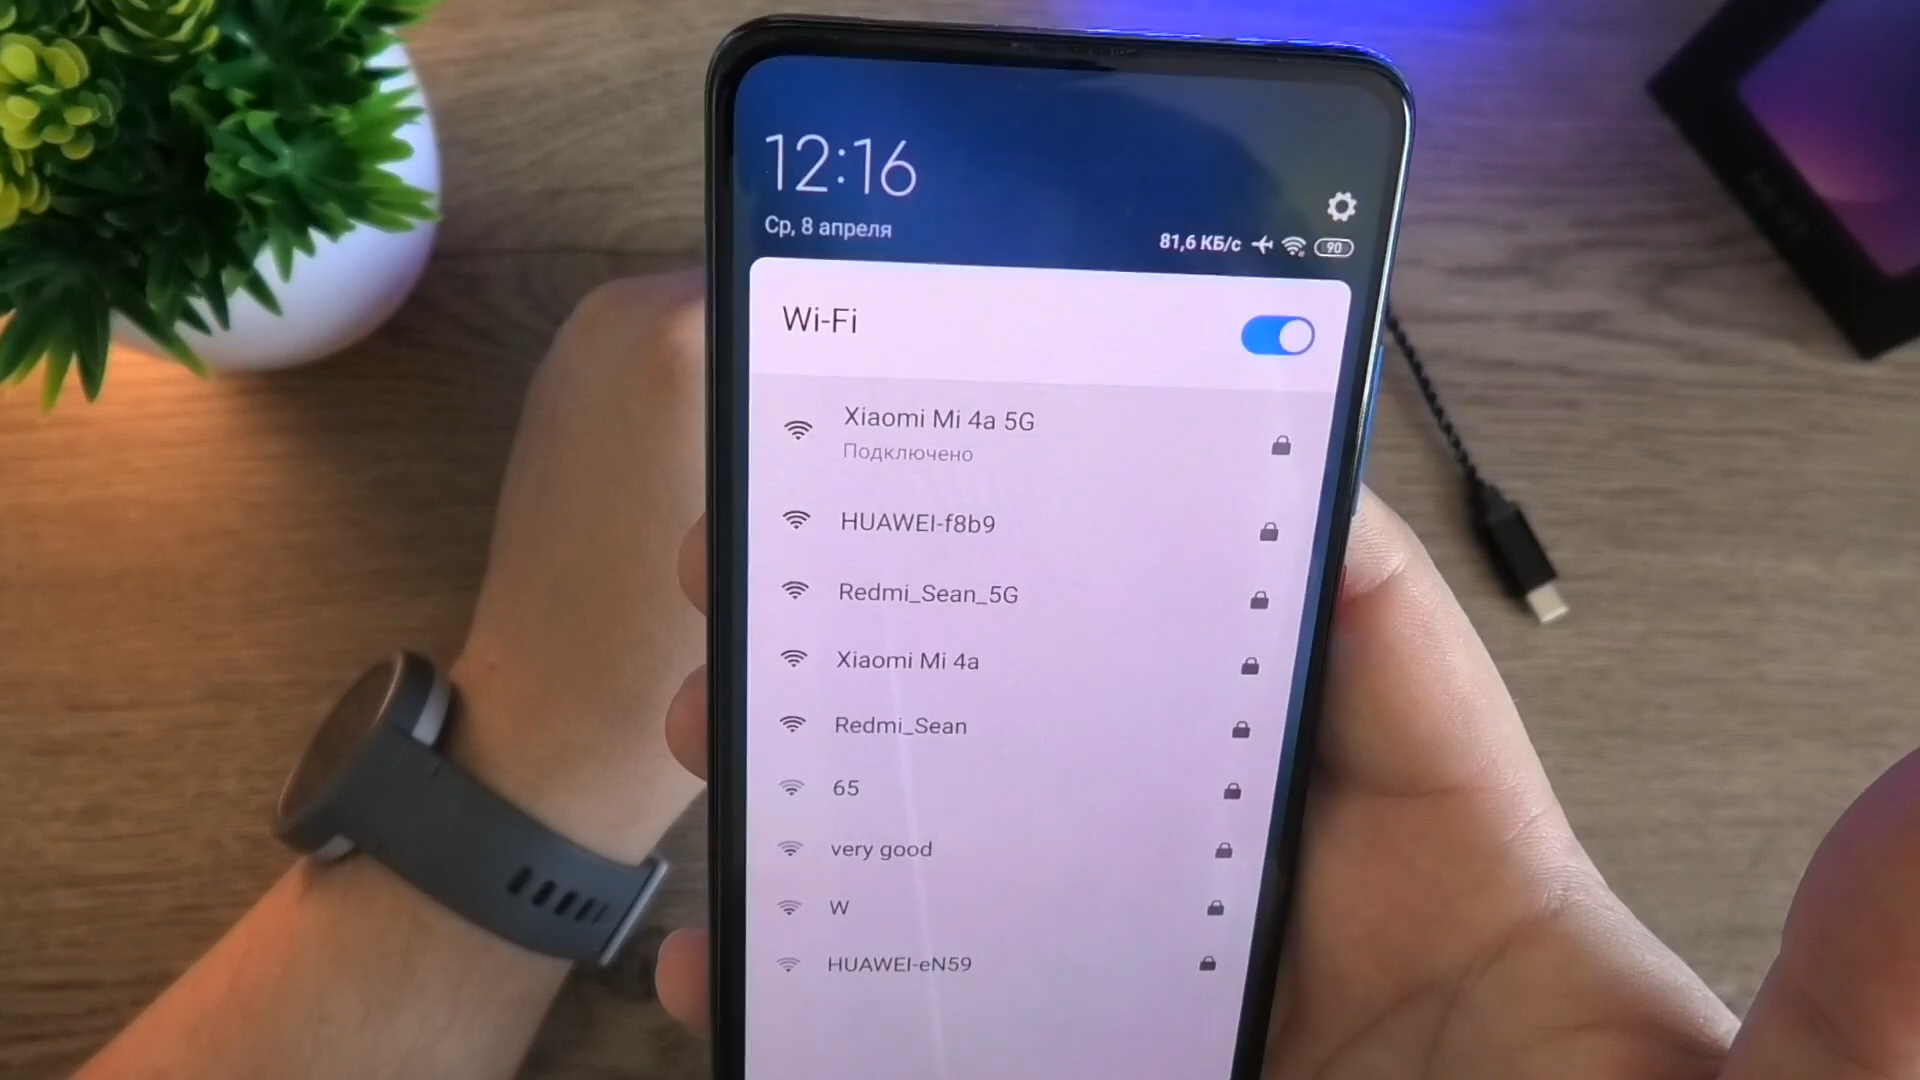 12:16
Ср, 8 апреля
81,6 КБ/с
90
Wi-Fi
Xiaomi Mi 4a 5G
Подключено
HUAWEI-f8b9
Redmi_Sean_5G
Xiaomi Mi 4a
Redmi_Sean
65
very good
W
HUAWEI-eN59